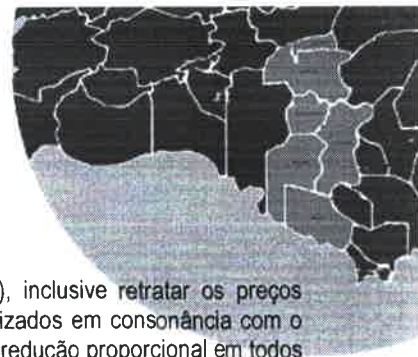 ), inclusive retratar os preços
izados em consonância com o
redução proporcional em todos